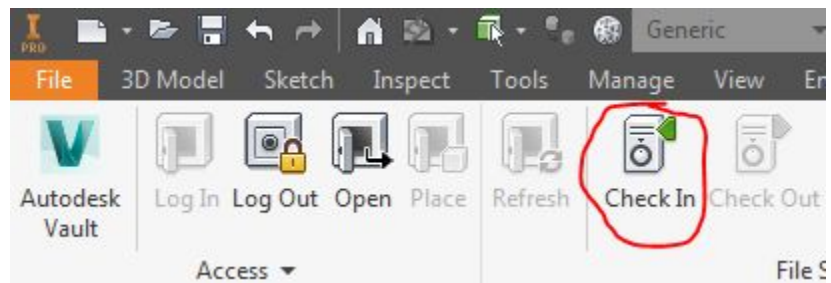 I
PRO
Generic
File 3D Model Sketch Inspect Tools Manage View En
Autodesk Vault Log In Log Out Open Place Refresh Check In Check Out
Access File S